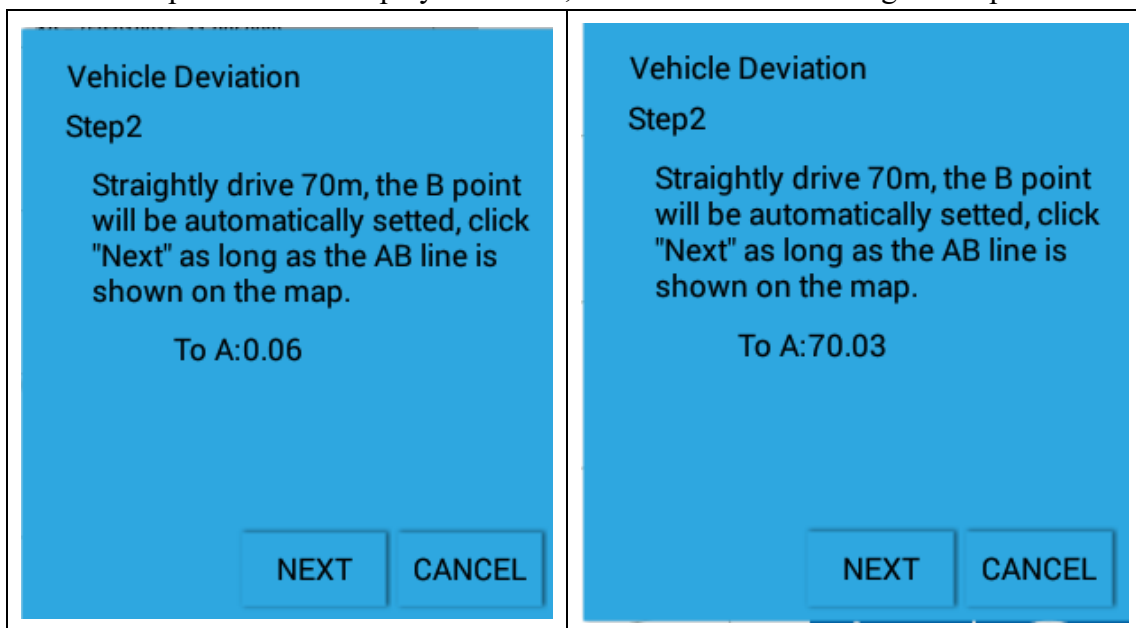 Vehicle Deviation
Step2
Straightly drive 70m, the B point
will be automatically setted, click
"Next" as long as the AB line is
shown on the map.
To A:0.06
NEXT CANCEL
Vehicle Deviation
Step2
Straightly drive 70m, the B point
will be automatically setted, click
"Next" as long as the AB line is
shown on the map.
To A:70.03
NEXT CANCEL